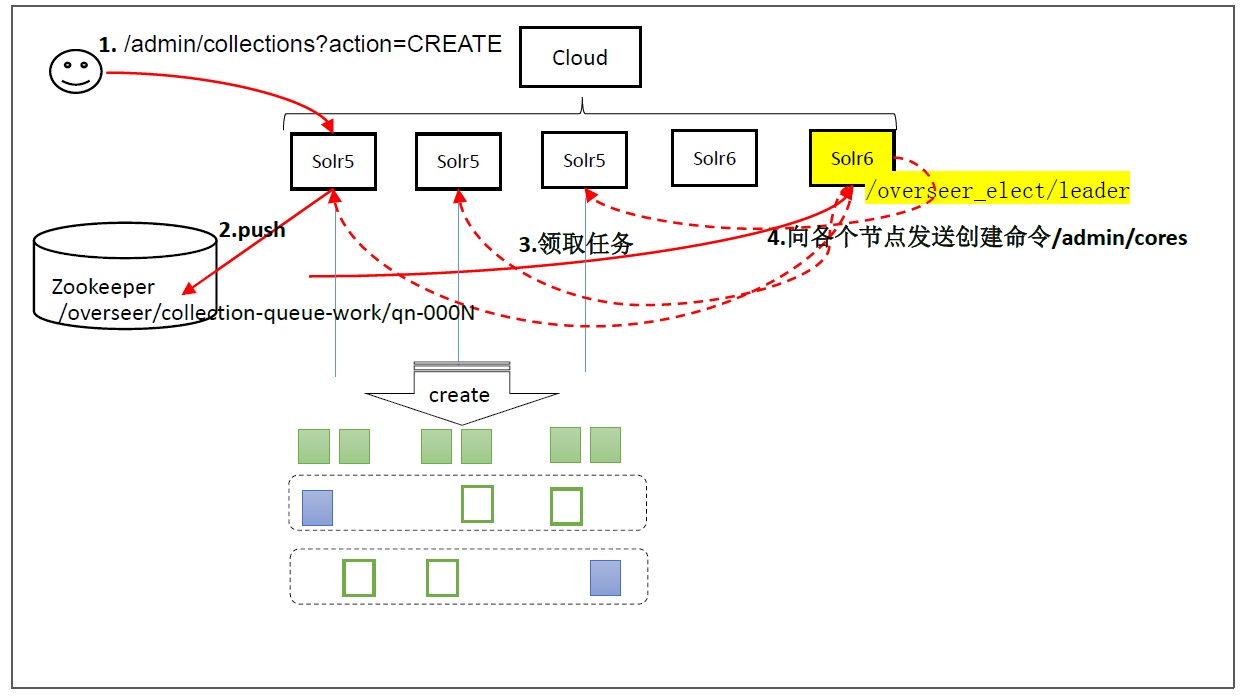 1. /admin/collections?action=CREATE
Cloud
Solr5
Solr5
Solr5
Solr6
Solr6
/overseer_elect/leader
2.push
3.领取任务
4.向各个节点发送创建命令/admin/cores
Zookeeper
/overseer/collection-queue-work/qn-000N
create